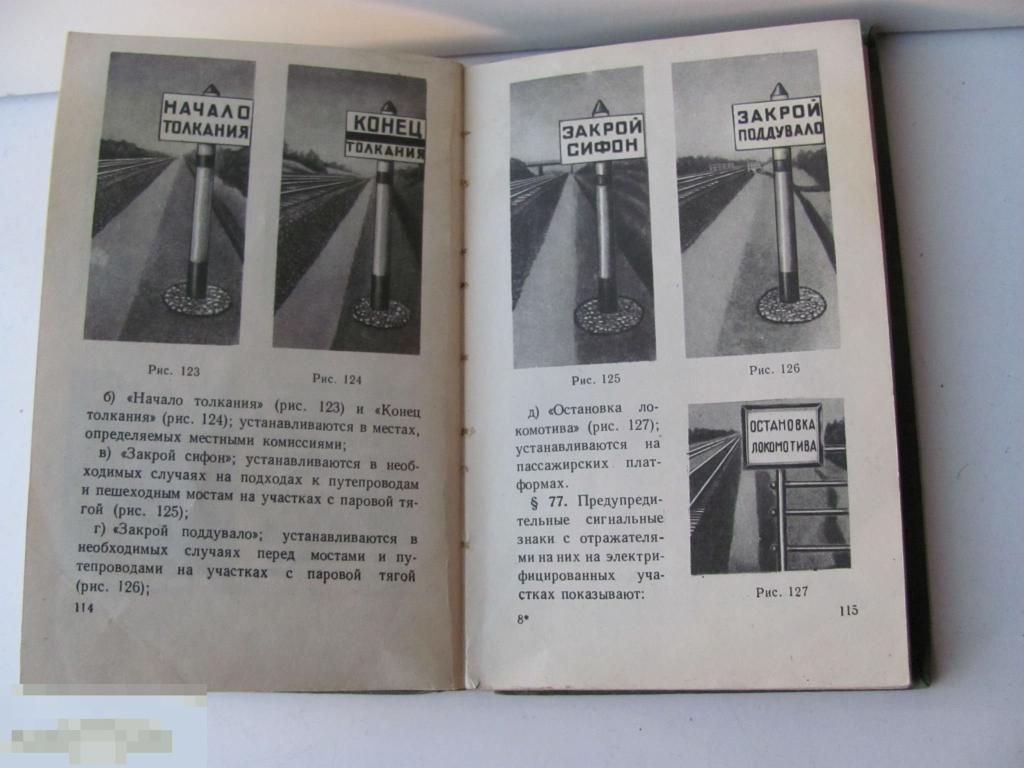 НАЧАЛО
ТОЛКАНИЯ
КОНЕЦ
ТОЛКАНИЯ
Рис. 123
Рис. 124
б) «Начало толкания» (рис. 123) и «Конец
толкания» (рис. 124); устанавливаются в местах,
определяемых местными комиссиями;
в) «Закрой сифон»; устанавливаются в необ-
ходимых случаях на подходах к путепроводам
и пешеходным мостам на участках с паровой тя-
гой (рис. 125);
г) «Закрой поддувало»; устанавливаются в
необходимых случаях перед мостами и пу-
тепроводами на участках с паровой тягой
(рис. 126);
114
ЗАКРОЙ
СИФОН
ЗАКРОЙ
ПОДДУВАЛО
Рис. 125
Рис. 126
д) «Остановка ло-
комотива» (рис. 127);
устанавливаются на
пассажирских плат-
формах.
§ 77. Предупреди-
тельные сигнальные
знаки с отражателя-
ми на них на электри-
фицированных уча-
стках показывают:
ОСТАНОВКА
ЛОКОМОТИВА
Рис. 127
8*
115